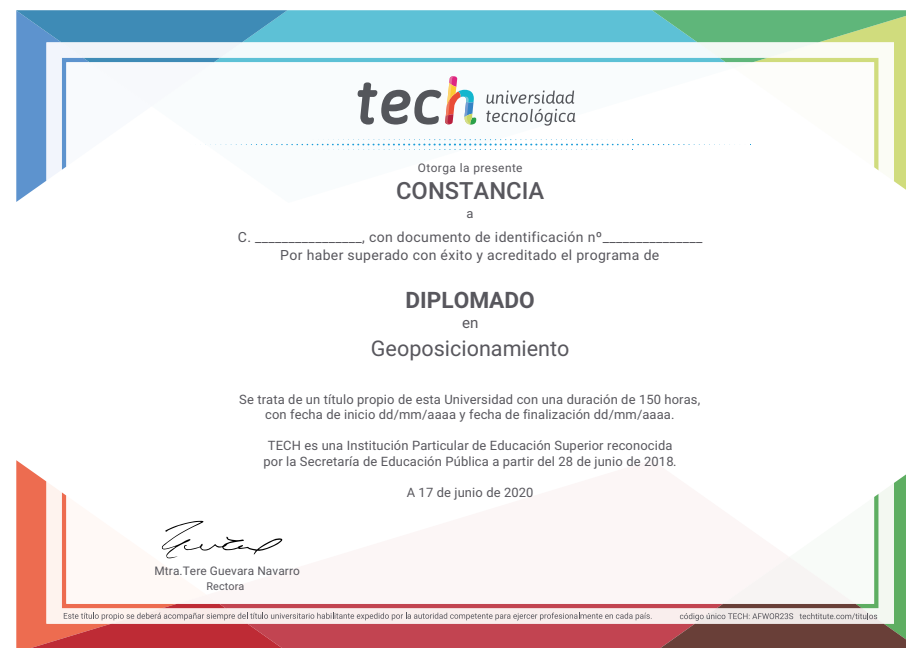 tech universidad
tecnológica
Otorga la presente
CONSTANCIA
a
C. ________________, con documento de identificación nº_______________
Por haber superado con éxito y acreditado el programa de
DIPLOMADO
en
Geoposicionamiento
Se trata de un título propio de esta Universidad con una duración de 150 horas,
con fecha de inicio dd/mm/aaaa y fecha de finalización dd/mm/aaaa.
TECH es una Institución Particular de Educación Superior reconocida
por la Secretaría de Educación Pública a partir del 28 de junio de 2018.
A 17 de junio de 2020
Mtra.Tere Guevara Navarro
Rectora
Este título propio se deberá acompañar siempre del título universitario habilitante expedido por la autoridad competente para ejercer profesionalmente en cada país. código único TECH: AFWOR23S techtitute.com/titulos